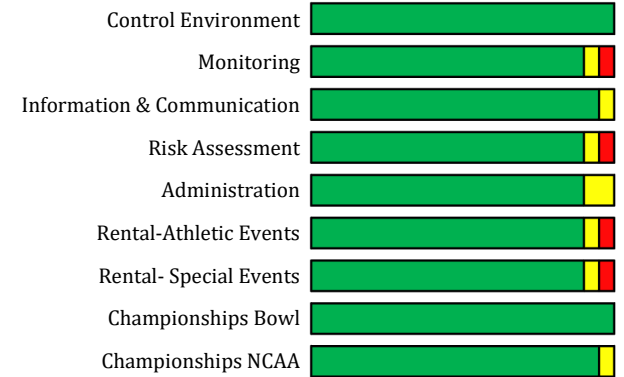 Control Environment
Monitoring
Information & Communication
Risk Assessment
Administration
Rental-Athletic Events
Rental- Special Events
Championships Bowl
Championships NCAA